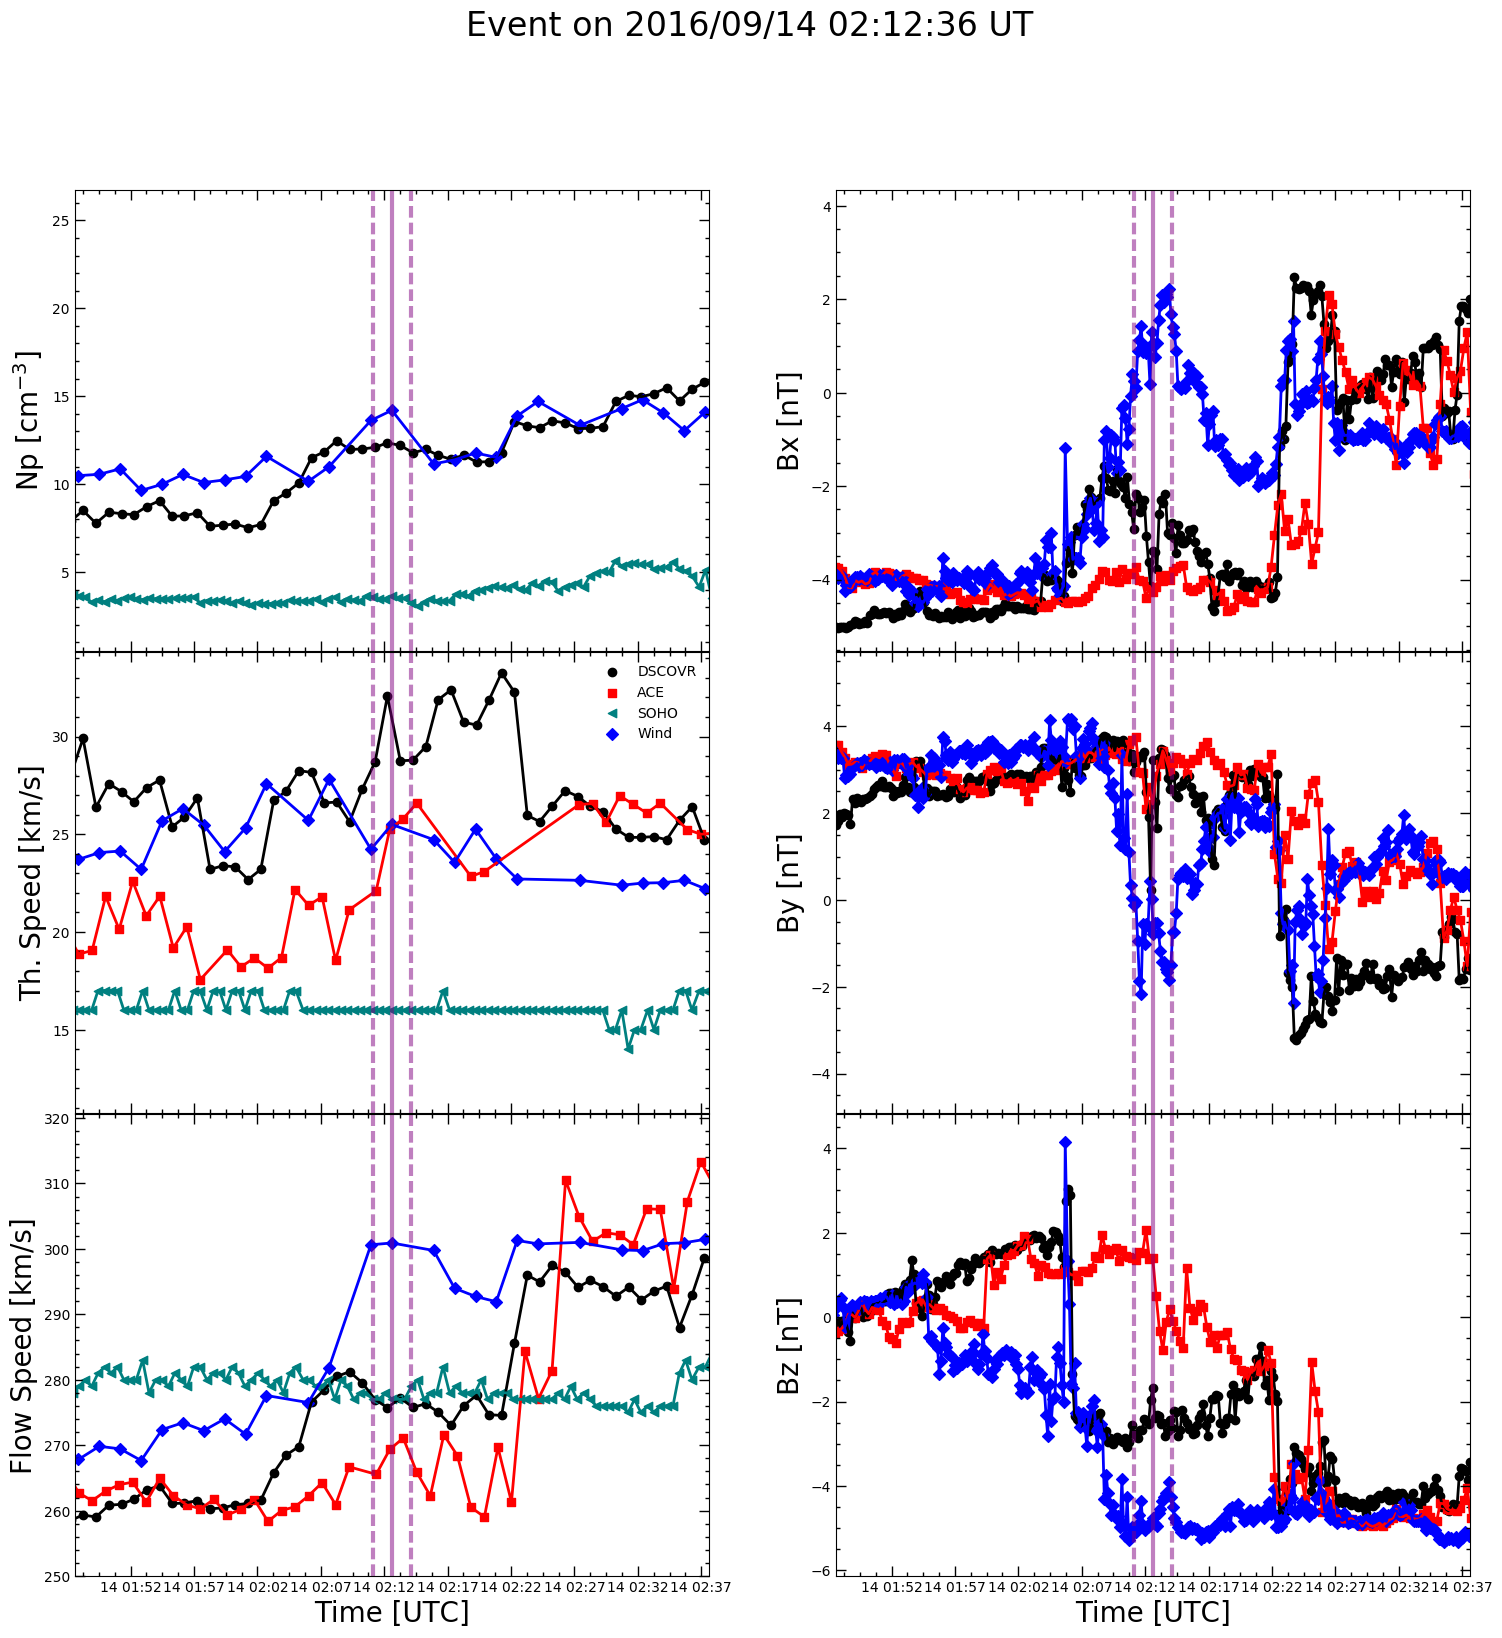 Event on 2016/09/14 02:12:36 UT
Np [cm⁻³]
25
20
15
10
5
Bx [nT]
4
2
0
−2
−4
Th. Speed [km/s]
30
25
20
15
DSCOVR
ACE
SOHO
Wind
By [nT]
4
2
0
−2
−4
Flow Speed [km/s]
320
310
300
290
280
270
260
250
14 01:52 14 01:57 14 02:02 14 02:07 14 02:12 14 02:17 14 02:22 14 02:27 14 02:32 14 02:37
Time [UTC]
Bz [nT]
4
2
0
−2
−4
−6
14 01:52 14 01:57 14 02:02 14 02:07 14 02:12 14 02:17 14 02:22 14 02:27 14 02:32 14 02:37
Time [UTC]